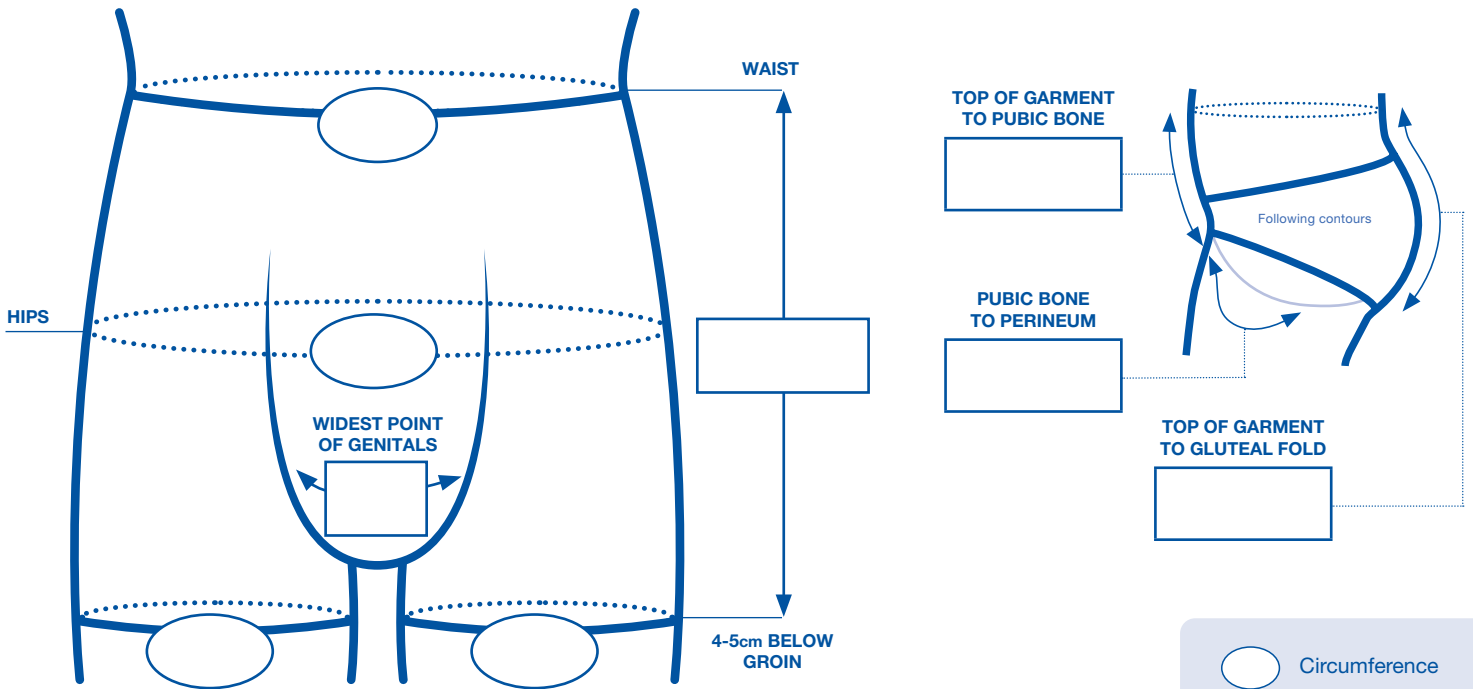 WAIST
HIPS
WIDEST POINT
OF GENITALS
4-5cm BELOW
GROIN
TOP OF GARMENT
TO PUBIC BONE
Following contours
PUBIC BONE
TO PERINEUM
TOP OF GARMENT
TO GLUTEAL FOLD
Circumference